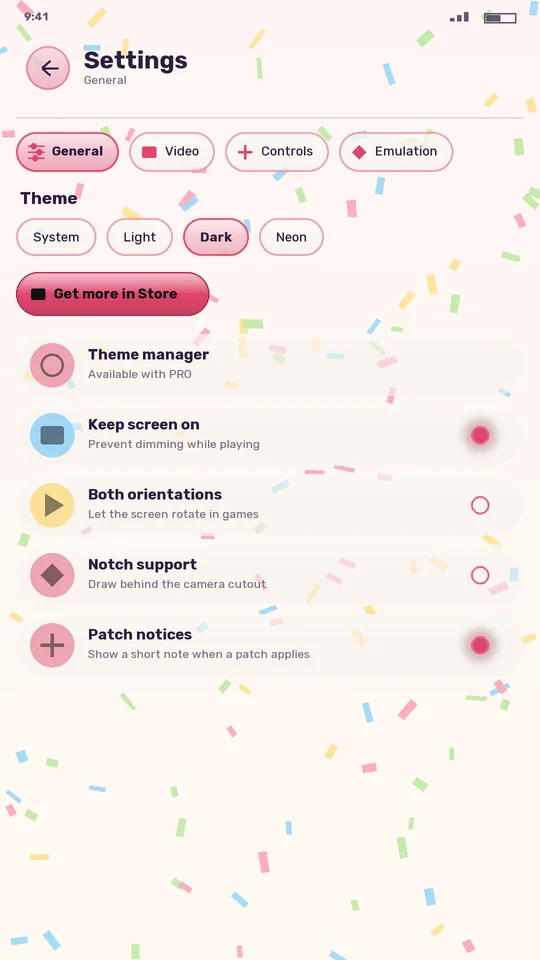 9:41
Settings
General
General
Video
Controls
Emulation
Theme
System
Light
Dark
Neon
Get more in Store
Theme manager
Available with PRO
Keep screen on
Prevent dimming while playing
Both orientations
Let the screen rotate in games
Notch support
Draw behind the camera cutout
Patch notices
Show a short note when a patch applies